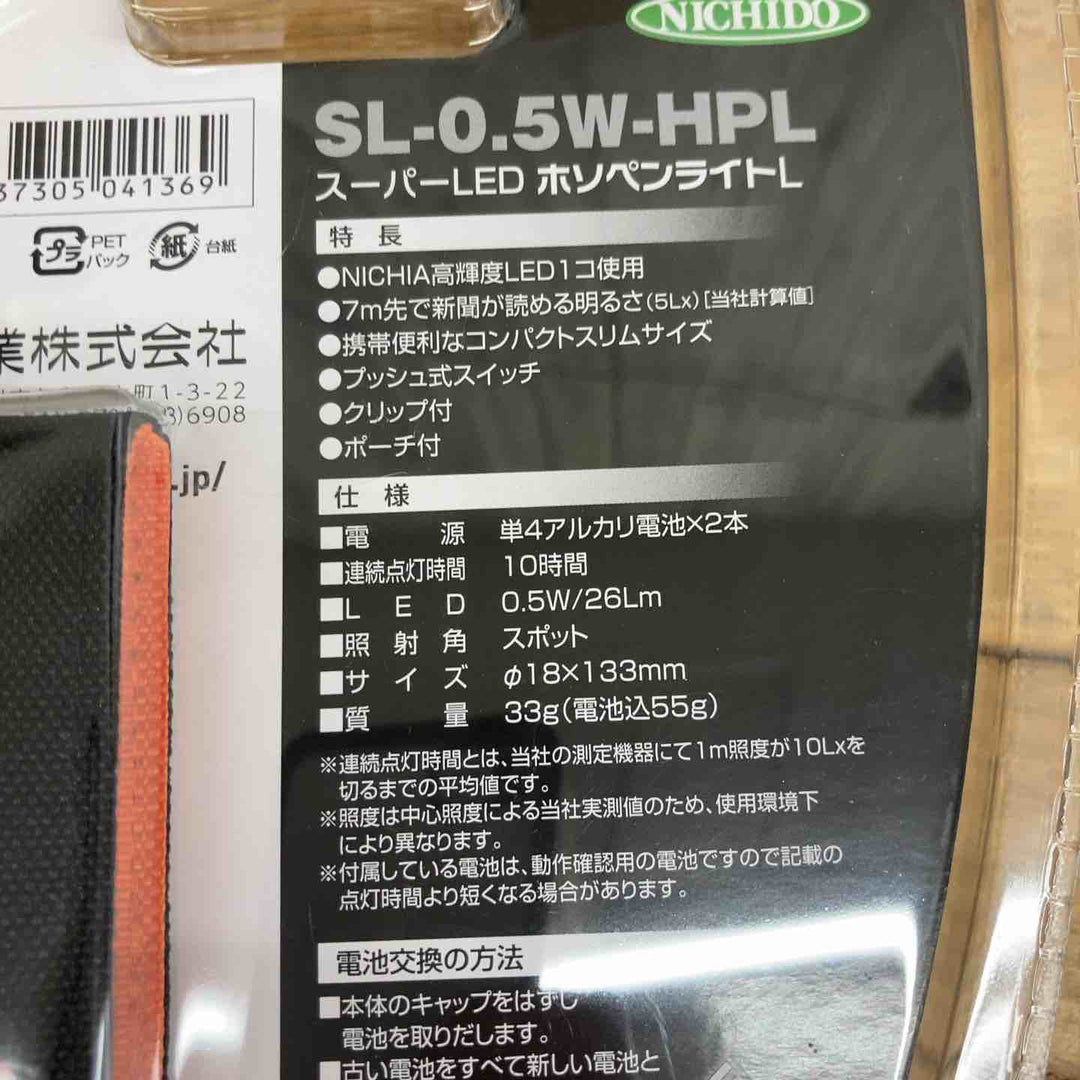 NICHIDO
SL-0.5W-HPL
スーパーLED ホソペンライトL
特長
●NICHIA高輝度LED1コ使用
●7m先で新聞が読める明るさ(5Lx)[当社計算値]
●携帯便利なコンパクトスリムサイズ
●プッシュ式スイッチ
●クリップ付
●ポーチ付
仕様
■電源 単4アルカリ電池×2本
■連続点灯時間 10時間
■LED 0.5W/26Lm
■照射角 スポット
■サイズ φ18×133mm
■質量 33g(電池込55g)
※連続点灯時間とは、当社の測定機器にて1m照度が10Lxを
切るまでの平均値です。
※照度は中心照度による当社実測値のため、使用環境下
により異なります。
※付属している電池は、動作確認用の電池ですので記載の
点灯時間より短くなる場合があります。
電池交換の方法
■本体のキャップをはずし
電池を取りだします。
■古い電池をすべて新しい電池と
37305 041369
プラ PET
パック
紙 台紙
業株式会社
町1-3-22
)6908
.jp/